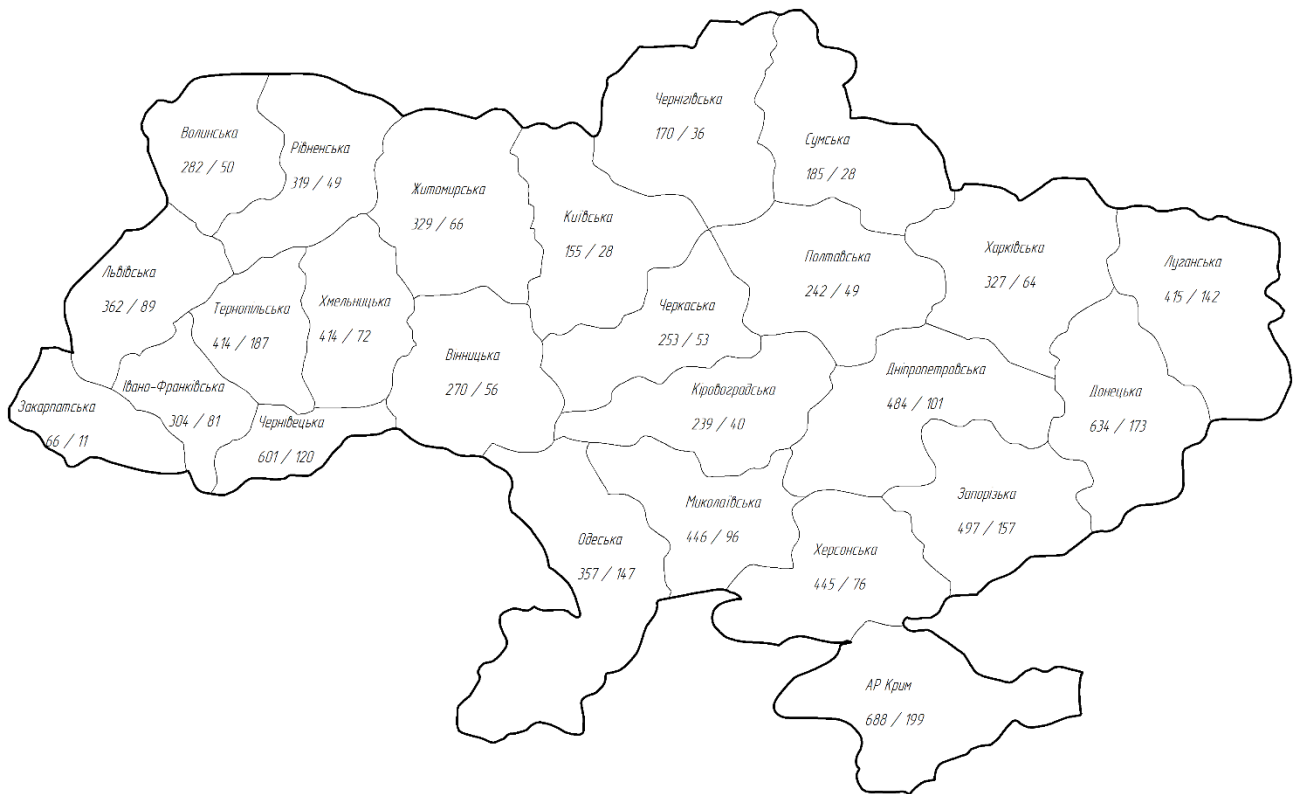 Чернігівська
170 / 36
Сумська
185 / 28
Волинська
282 / 50
Рівненська
319 / 49
Житомирська
329 / 66
Київська
155 / 28
Полтавська
242 / 49
Харківська
327 / 64
Луганська
415 / 142
Львівська
362 / 89
Тернопільська
414 / 187
Хмельницька
414 / 72
Вінницька
270 / 56
Черкаська
253 / 53
Кіровоградська
239 / 40
Дніпропетровська
484 / 101
Донецька
634 / 173
Закарпатська
66 / 11
Івано-Франківська
304 / 81
Чернівецька
601 / 120
Одеська
357 / 147
Миколаївська
446 / 96
Херсонська
445 / 76
Запорізька
497 / 157
АР Крим
688 / 199